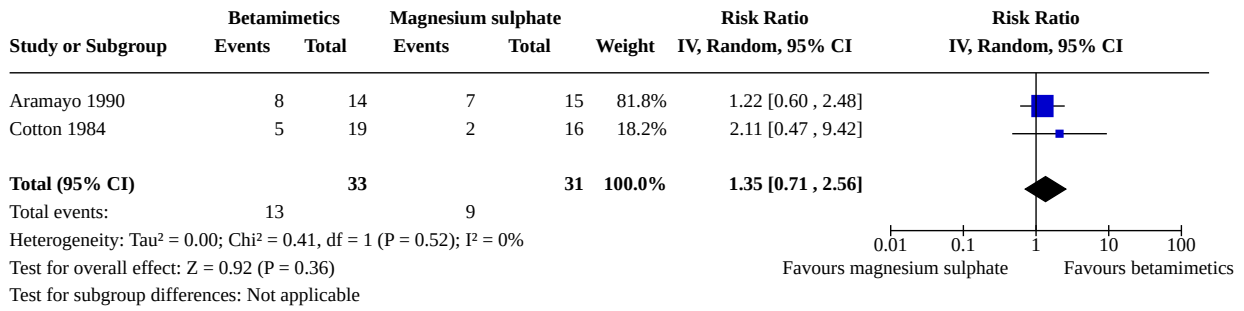 Betamimetics Magnesium sulphate Risk Ratio Risk Ratio
Study or Subgroup Events Total Events Total Weight IV, Random, 95% CI IV, Random, 95% CI
Aramayo 1990 8 14 7 15 81.8% 1.22 [0.60 , 2.48]
Cotton 1984 5 19 2 16 18.2% 2.11 [0.47 , 9.42]
Total (95% CI) 33 31 100.0% 1.35 [0.71 , 2.56]
Total events: 13 9
Heterogeneity: Tau² = 0.00; Chi² = 0.41, df = 1 (P = 0.52); I² = 0%
Test for overall effect: Z = 0.92 (P = 0.36)
Test for subgroup differences: Not applicable
0.01 0.1 1 10 100
Favours magnesium sulphate Favours betamimetics